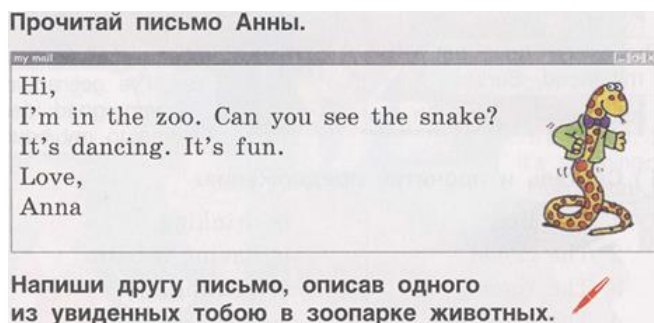 Прочитай письмо Анны.
my mail
Hi,
I'm in the zoo. Can you see the snake?
It's dancing. It's fun.
Love,
Anna
Напиши другу письмо, описав одного
из увиденных тобою в зоопарке животных.